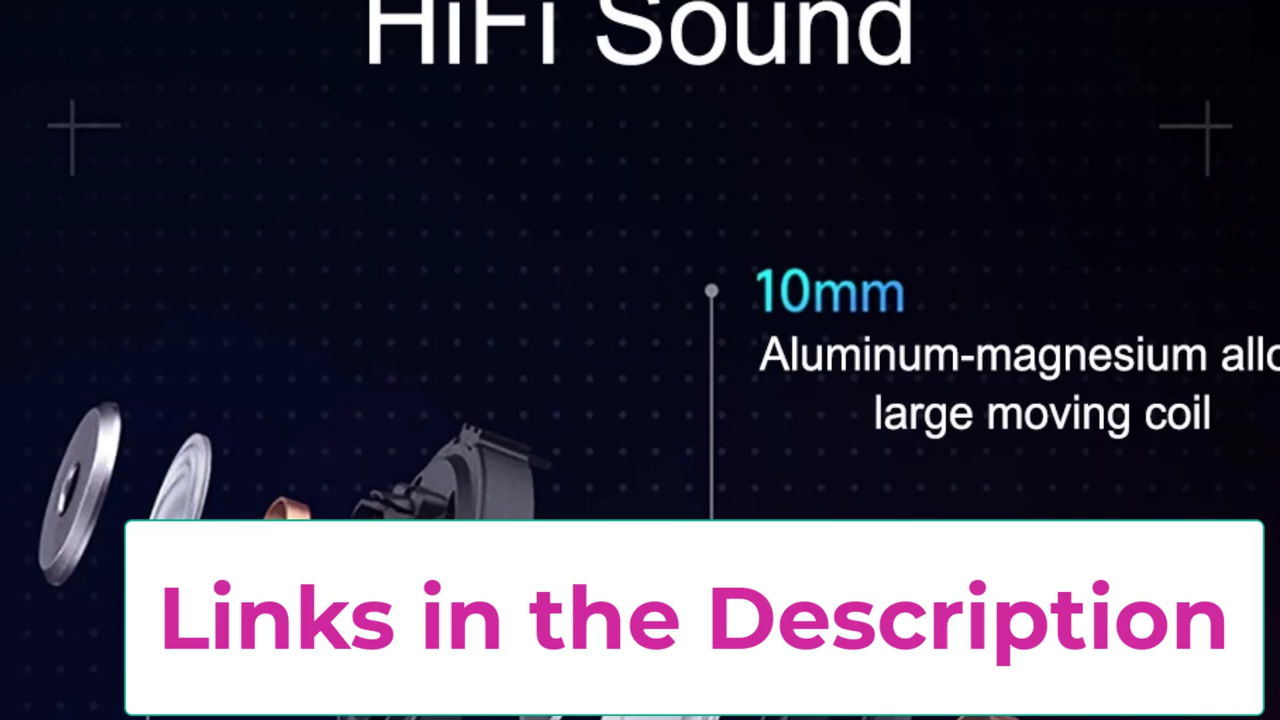 HiFi Sound
10mm
Aluminum-magnesium allo
large moving coil
Links in the Description